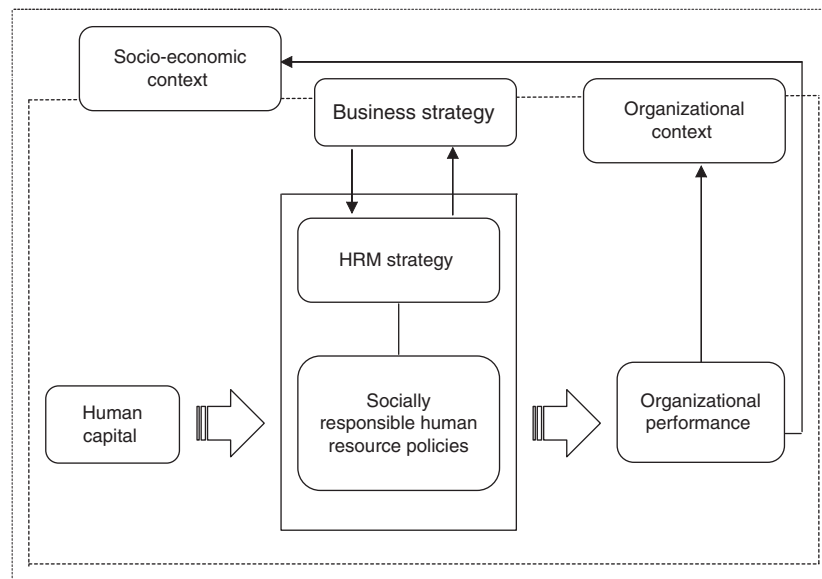 Socio-economic
context
Business strategy
Organizational
context
HRM strategy
Human
capital
Socially
responsible human
resource policies
Organizational
performance